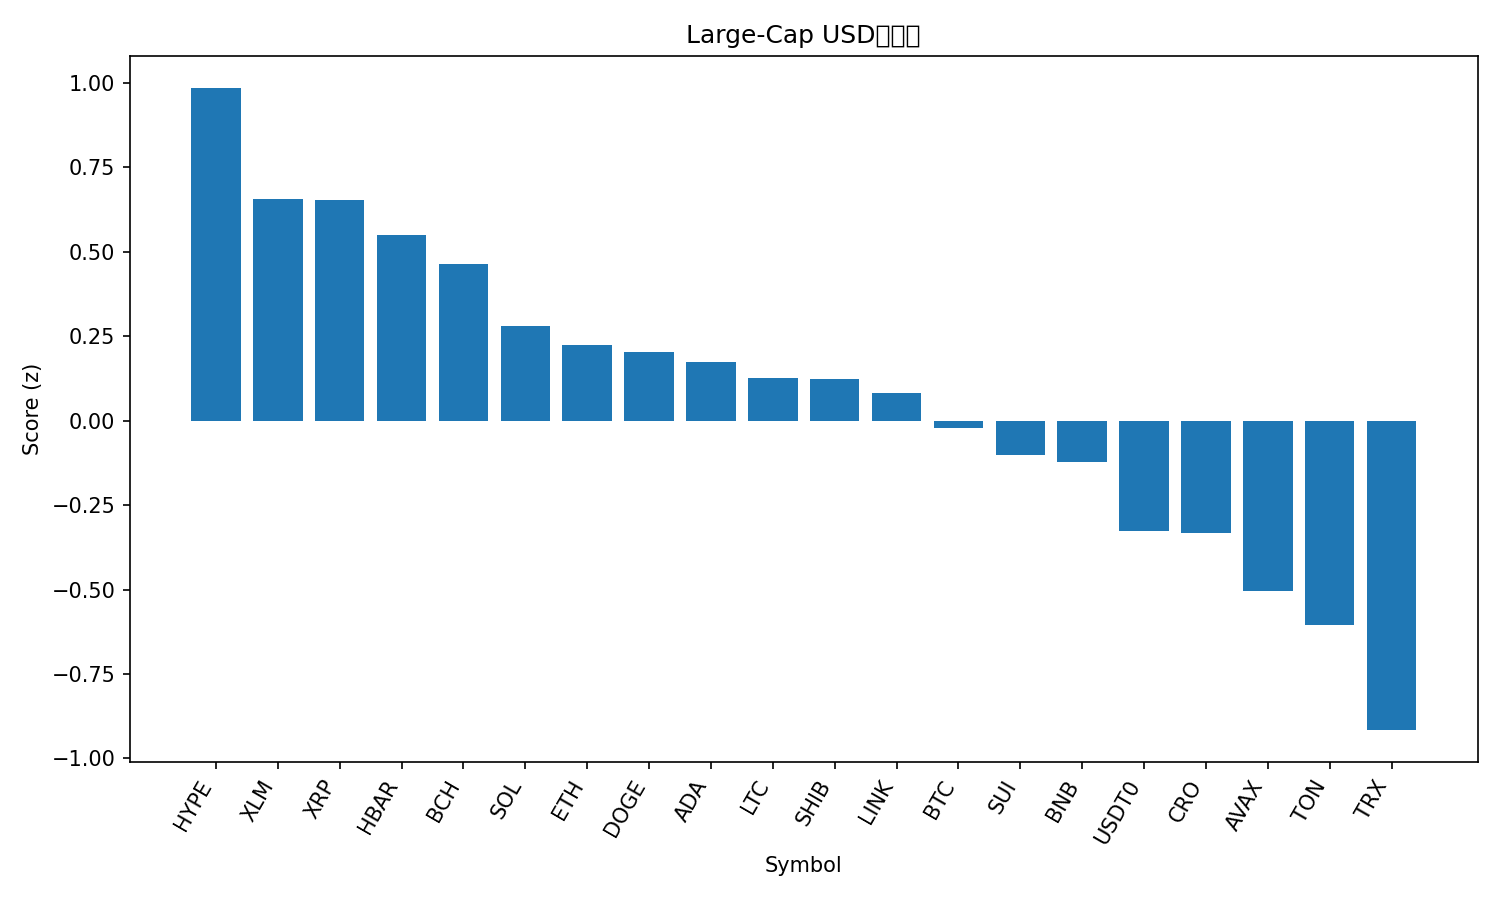 Large-Cap USD
1.00
0.75
0.50
0.25
0.00
−0.25
−0.50
−0.75
−1.00
Score (z)
HYPE
XLM
XRP
HBAR
BCH
SOL
ETH
DOGE
ADA
LTC
SHIB
LINK
BTC
SUI
BNB
USDT0
CRO
AVAX
TON
TRX
Symbol